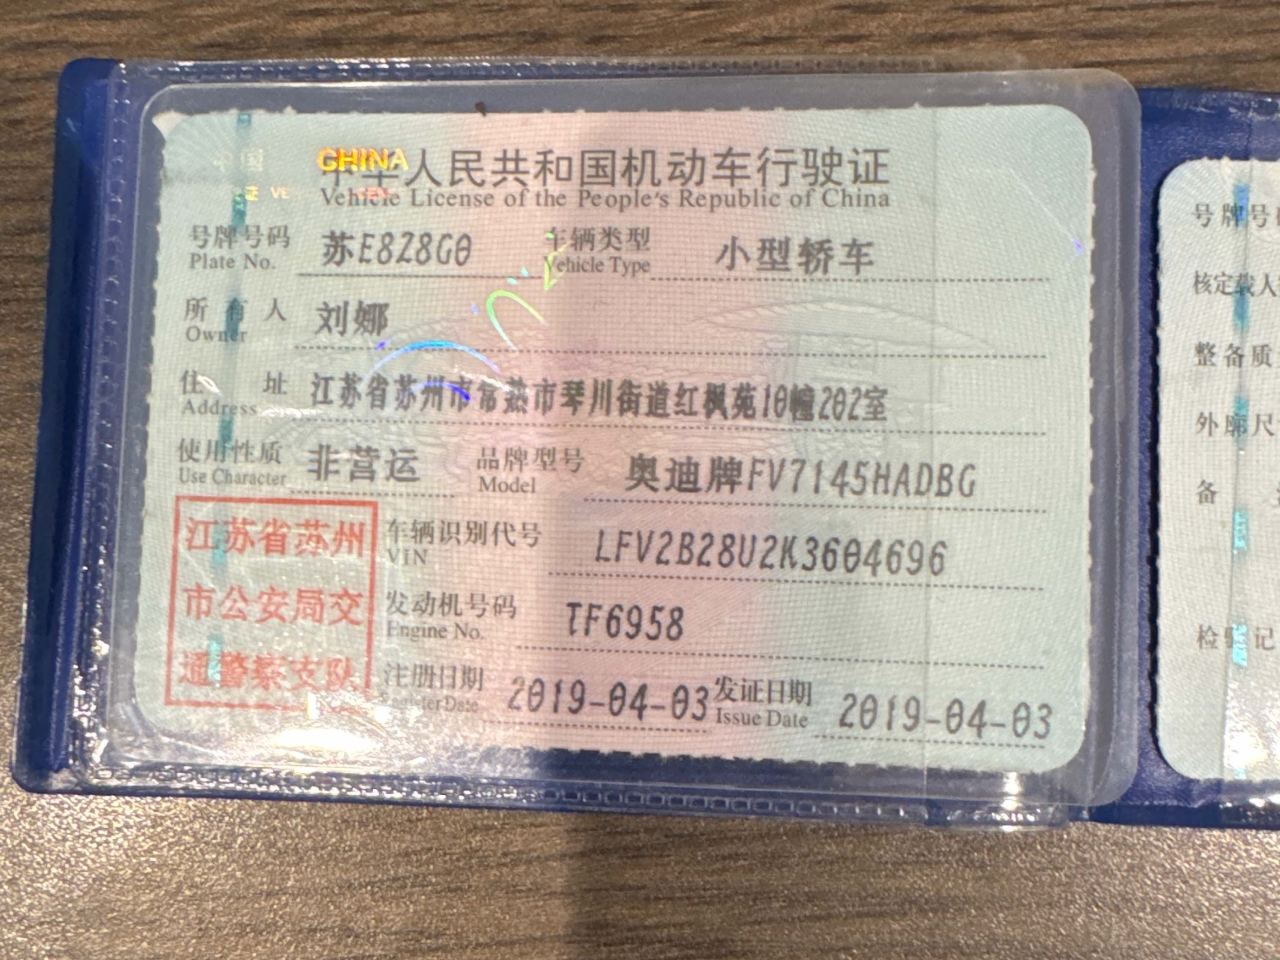 中国 CHINA
证 VE
中华人民共和国机动车行驶证
Vehicle License of the People's Republic of China
号牌号码 苏E8Z8G0 车辆类型 小型轿车
Plate No. Vehicle Type
所有人 刘娜
Owner
住址 江苏省苏州市常熟市琴川街道红枫苑10幢202室
Address
使用性质 非营运 品牌型号 奥迪牌FV7145HADBG
Use Character Model
江苏省苏州
市公安局交
通警察支队
车辆识别代号 LFV2B28U2K3604696
VIN
发动机号码 TF6958
Engine No.
注册日期 2019-04-03 发证日期 2019-04-03
Register Date Issue Date
号牌号
核定载人
整备质
外廓尺
备
检验记